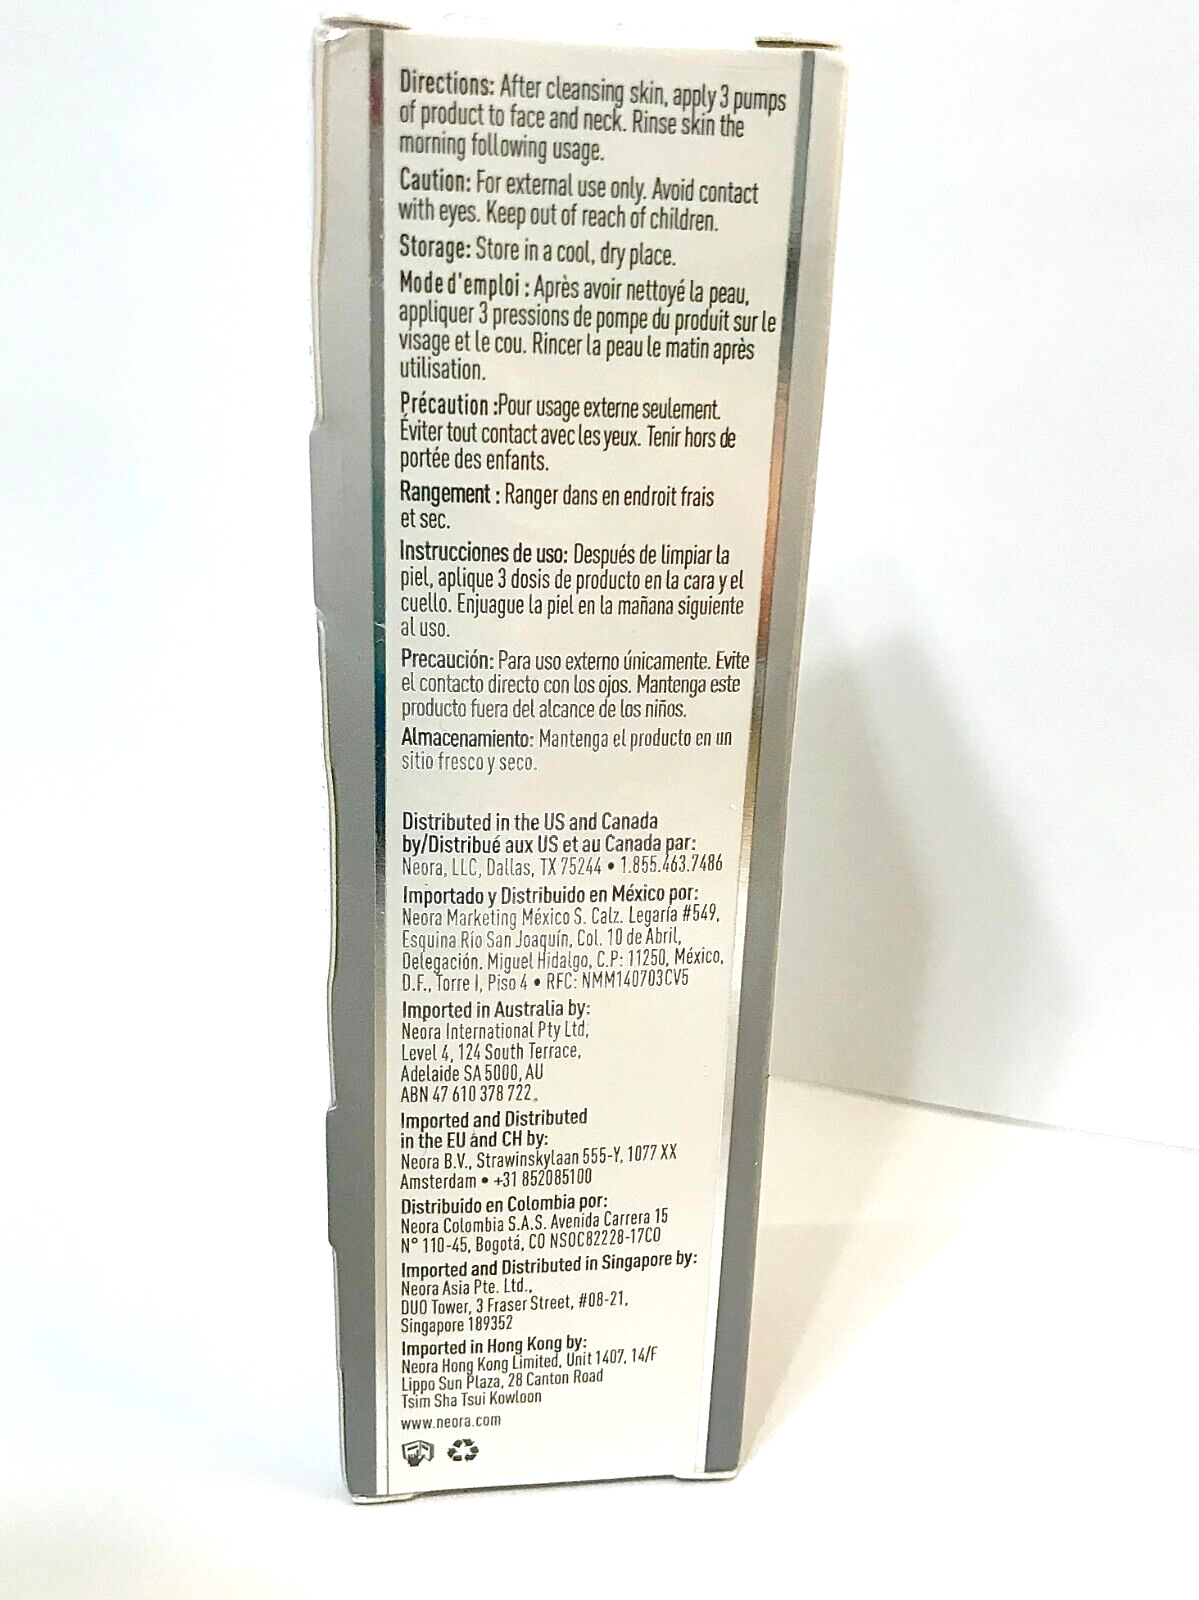 Directions: After cleansing skin, apply 3 pumps
of product to face and neck. Rinse skin the
morning following usage.
Caution: For external use only. Avoid contact
with eyes. Keep out of reach of children.
Storage: Store in a cool, dry place.
Mode d'emploi : Après avoir nettoyé la peau,
appliquer 3 pressions de pompe du produit sur le
visage et le cou. Rincer la peau le matin après
utilisation.
Précaution :Pour usage externe seulement.
Éviter tout contact avec les yeux. Tenir hors de
portée des enfants.
Rangement : Ranger dans en endroit frais
et sec.
Instrucciones de uso: Después de limpiar la
piel, aplique 3 dosis de producto en la cara y el
cuello. Enjuague la piel en la mañana siguiente
al uso.
Precaución: Para uso externo únicamente. Evite
el contacto directo con los ojos. Mantenga este
producto fuera del alcance de los niños.
Almacenamiento: Mantenga el producto en un
sitio fresco y seco.
Distributed in the US and Canada
by/Distribué aux US et au Canada par:
Neora, LLC, Dallas, TX 75244 • 1.855.463.7486
Importado y Distribuido en México por:
Neora Marketing México S. Calz. Legaria #549,
Esquina Río San Joaquín, Col. 10 de Abril,
Delegación. Miguel Hidalgo, C.P: 11250, México,
D.F., Torre I, Piso 4 • RFC: NMM140703CV5
Imported in Australia by:
Neora International Pty Ltd,
Level 4, 124 South Terrace,
Adelaide SA 5000, AU
ABN 47 610 378 722.
Imported and Distributed
in the EU and CH by:
Neora B.V., Strawinskylaan 555-Y, 1077 XX
Amsterdam • +31 852085100
Distribuido en Colombia por:
Neora Colombia S.A.S. Avenida Carrera 15
N° 110-45, Bogotá, CO NSOC82228-17CO
Imported and Distributed in Singapore by:
Neora Asia Pte. Ltd.,
DUO Tower, 3 Fraser Street, #08-21,
Singapore 189352
Imported in Hong Kong by:
Neora Hong Kong Limited, Unit 1407, 14/F
Lippo Sun Plaza, 28 Canton Road
Tsim Sha Tsui Kowloon
www.neora.com